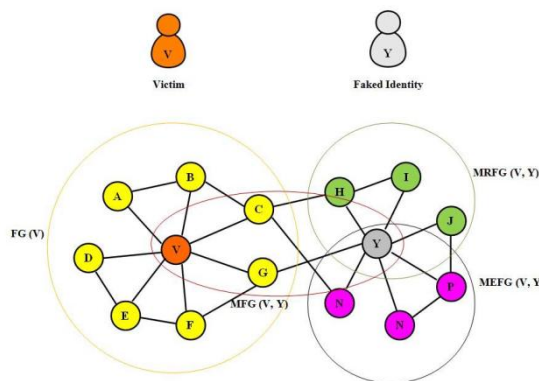 V
Y
Victim
Faked Identity
B
I
A
H
MRFG (V, Y)
C
J
FG (V)
V
Y
D
G
P
MEFG (V, Y
MFG (V, Y)
N
E
F
N